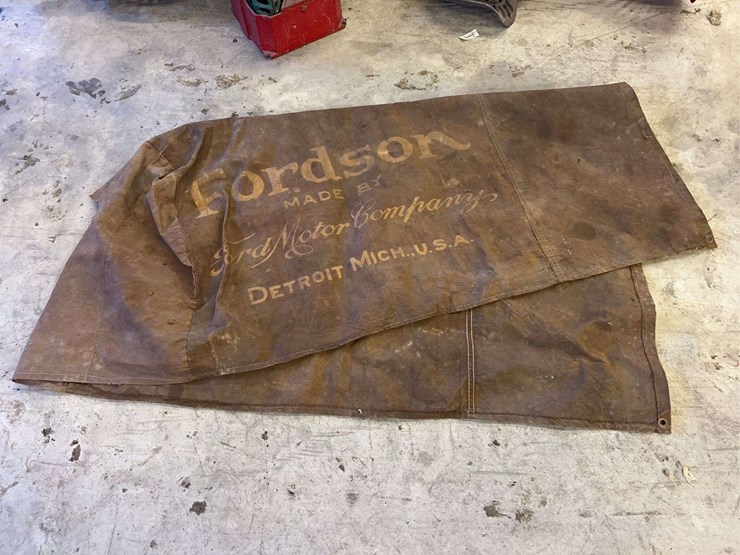 Fordson
MADE BY
Ford Motor Company
DETROIT MICH., U.S.A.